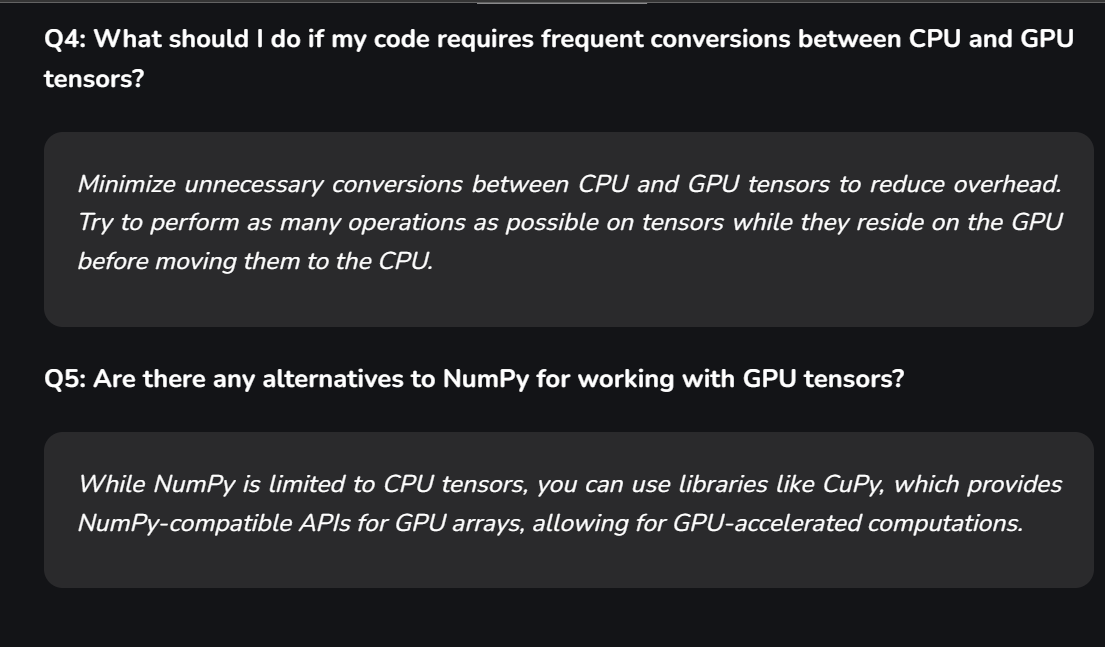 Q4: What should I do if my code requires frequent conversions between CPU and GPU
tensors?
Minimize unnecessary conversions between CPU and GPU tensors to reduce overhead.
Try to perform as many operations as possible on tensors while they reside on the GPU
before moving them to the CPU.
Q5: Are there any alternatives to NumPy for working with GPU tensors?
While NumPy is limited to CPU tensors, you can use libraries like CuPy, which provides
NumPy-compatible APIs for GPU arrays, allowing for GPU-accelerated computations.